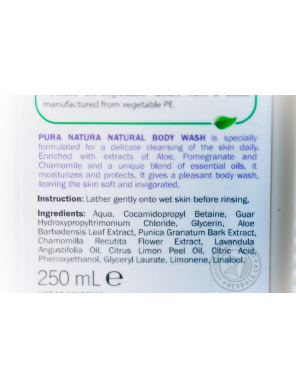 manufactured from vegetable PE.
PURA NATURA NATURAL BODY WASH is specially
formulated for a delicate cleansing of the skin daily.
Enriched with extracts of Aloe, Pomegranate and
Chamomille and a unique blend of essential oils, it
moisturizes and protects. It gives a pleasant body wash,
leaving the skin soft and invigorated.
Instruction: Lather gently onto wet skin before rinsing.
Ingredients: Aqua, Cocamidopropyl Betaine, Guar
Hydroxypropyltrimonium Chloride, Glycerin, Aloe
Barbadensis Leaf Extract, Punica Granatum Bark Extract,
Chamomilla Recutita Flower Extract, Lavandula
Angustifolia Oil, Citrus Limon Peel Oil, Citric Acid,
Phenoxyethanol, Glyceryl Laurate, Limonene, Linalool.
250 mL ℮
HERBALS AY